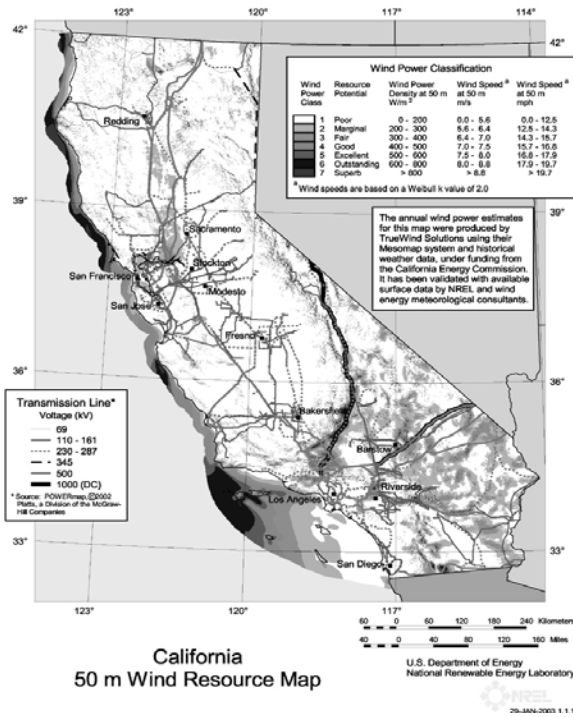 123°
120°
117°
114°
42°
42°
Wind Power Classification
Wind Power Class
Resource Potential
Wind Power Density at 50 m W/m²
Wind Speed ª at 50 m m/s
Wind Speed ª at 50 m mph
1 Poor 0 - 200 0.0 - 5.6 0.0 - 12.5
2 Marginal 200 - 300 5.6 - 6.4 12.5 - 14.3
3 Fair 300 - 400 6.4 - 7.0 14.3 - 15.7
4 Good 400 - 500 7.0 - 7.5 15.7 - 16.8
5 Excellent 500 - 600 7.5 - 8.0 16.8 - 17.9
6 Outstanding 600 - 800 8.0 - 8.8 17.9 - 19.7
7 Superb > 800 > 8.8 > 19.7
ª Wind speeds are based on a Weibull k value of 2.0
The annual wind power estimates
for this map were produced by
TrueWind Solutions using their
Mesomap system and historical
weather data, under funding from
the California Energy Commission.
It has been validated with available
surface data by NREL and wind
energy meteorological consultants.
Redding
39°
39°
Sacramento
Stockton
San Francisco
Modesto
San Jose
Fresno
36°
36°
Bakersfield
Barstow
Los Angeles
Riverside
San Diego
33°
33°
Transmission Line*
Voltage (kV)
69
110 - 161
230 - 287
345
500
1000 (DC)
* Source: POWERmap, ©2002
Platts, a Division of the McGraw-
Hill Companies
123°
120°
117°
60 0 60 120 180 240 Kilometers
40 0 40 80 120 160 Miles
California
50 m Wind Resource Map
U.S. Department of Energy
National Renewable Energy Laboratory
NREL
29-JAN-2003 1.1.1